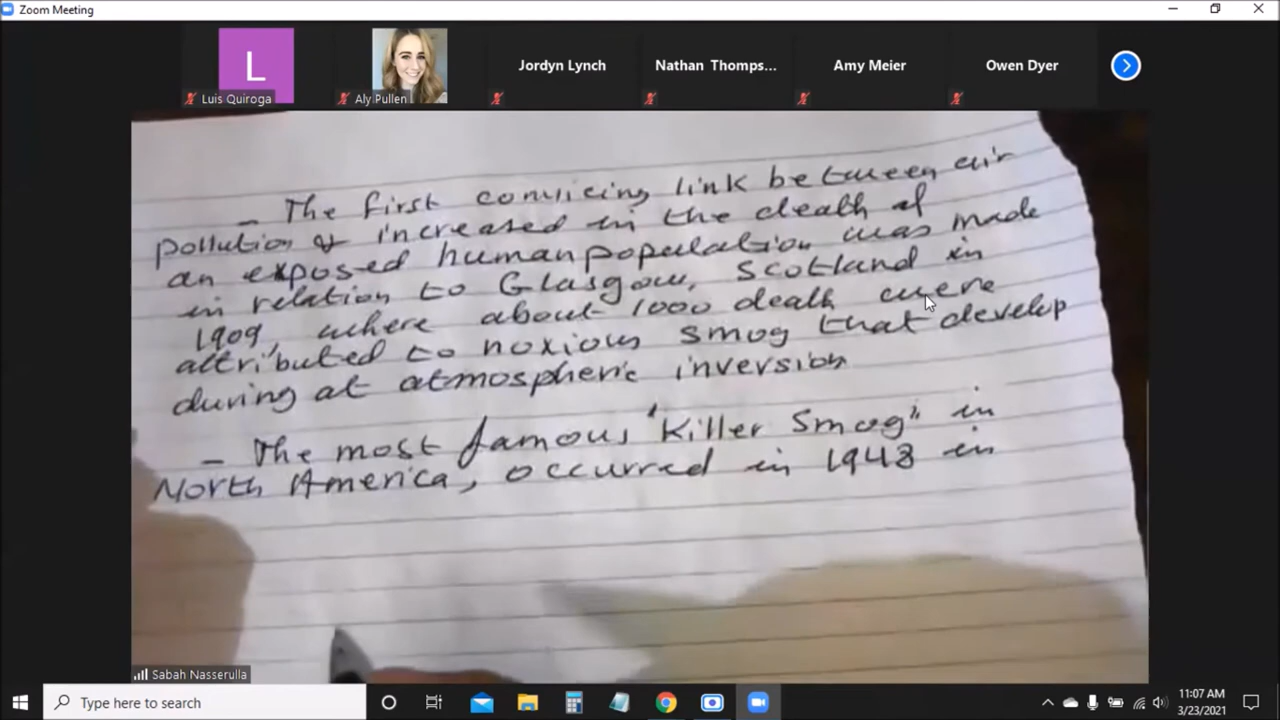 Zoom Meeting
L
Luis Quiroga
Aly Pullen
Jordyn Lynch
Nathan Thomps...
Amy Meier
Owen Dyer
- The first convicing link between air
pollution & increased in the death of
an exposed human population was made
in relation to Glasgow, Scotland in
1909, where about 1000 death were
attributed to noxious smog that develop
during at atmospheric inversion
- The most famous "Killer Smog" in
North America, occurred in 1948 in
Sabah Nasserulla
Type here to search
11:07 AM
3/23/2021